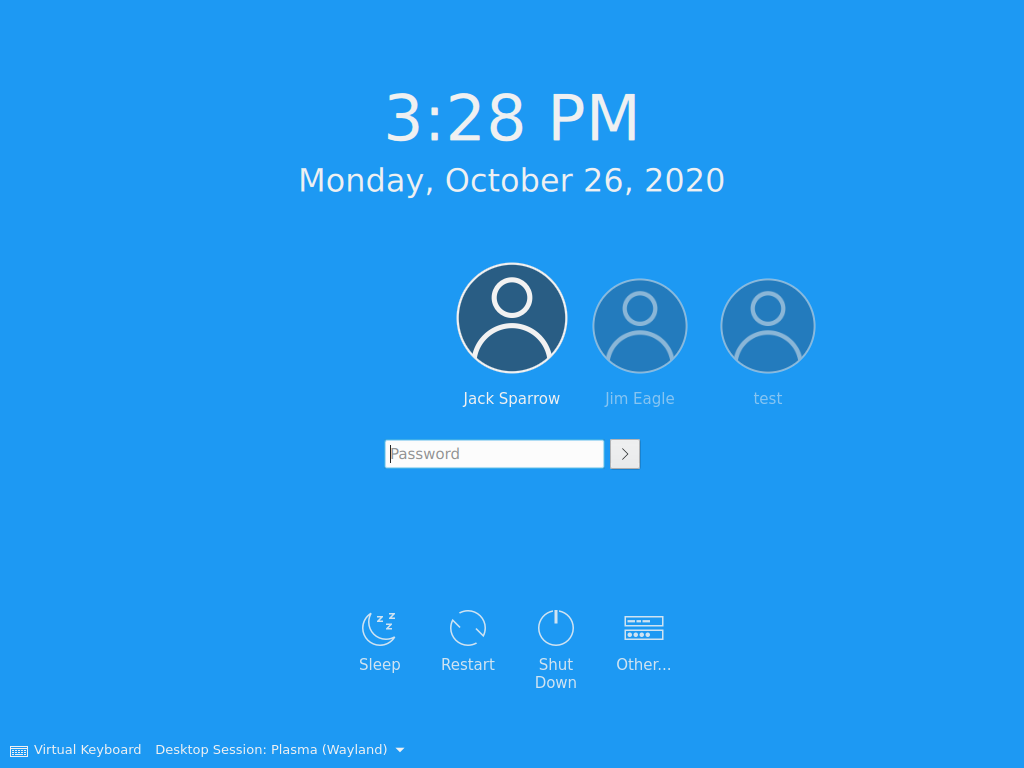 3:28 PM
Monday, October 26, 2020
Jack Sparrow
Jim Eagle
test
Password
Sleep
Restart
Shut
Down
Other...
Virtual Keyboard
Desktop Session: Plasma (Wayland)